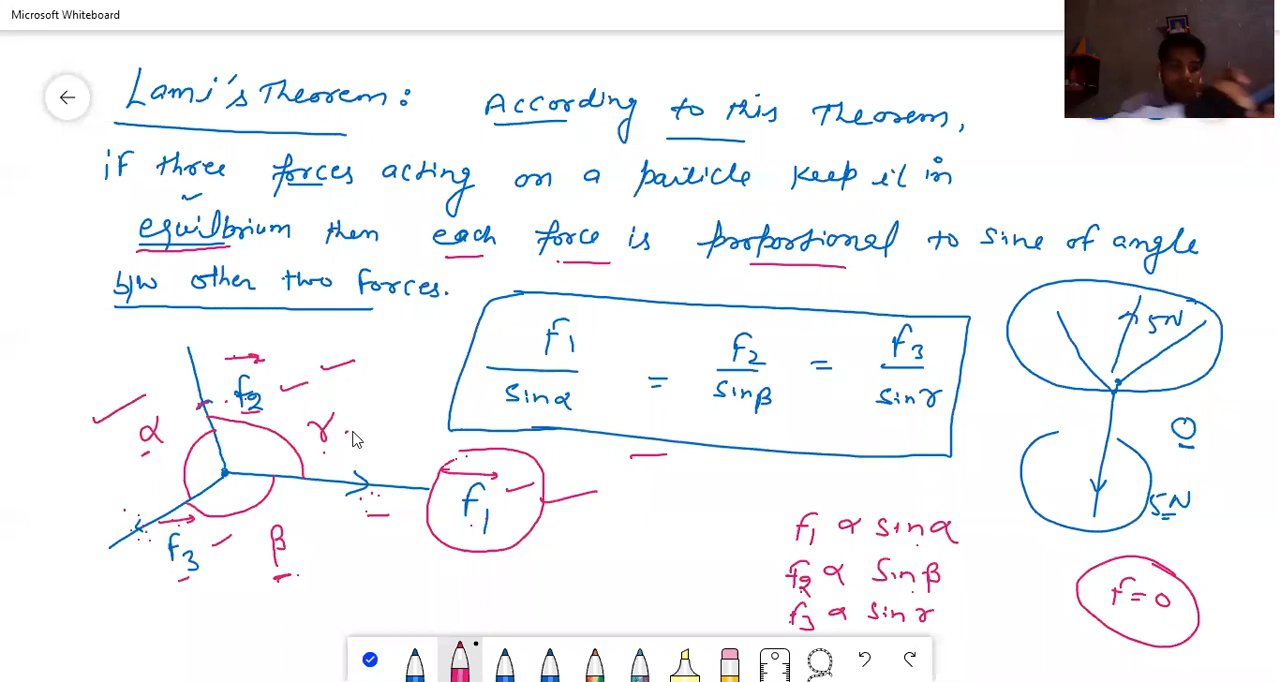 Microsoft Whiteboard
Lami's Theorem: According to this Theorem,
if three forces acting on a particle keep it in
equilbrium then each force is proportional to sine of angle
b/w other two forces.
f₁/sinα = f₂/sinβ = f₃/sinγ
5N
f₂
α
γ
0
f₁
5N
f₃
β
f₁ α sinα
f₂ α sinβ
f₃ α sinγ
f=0